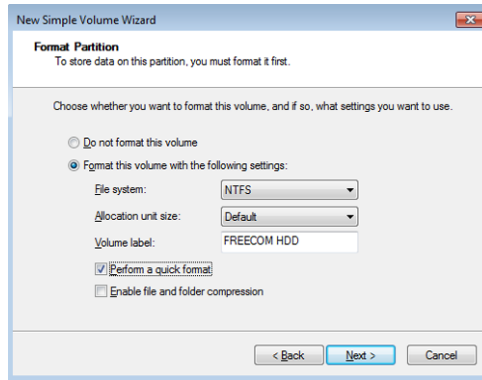 New Simple Volume Wizard
Format Partition
To store data on this partition, you must format it first.
Choose whether you want to format this volume, and if so, what settings you want to use.
Do not format this volume
Format this volume with the following settings:
File system: NTFS
Allocation unit size: Default
Volume label: FREECOM HDD
Perform a quick format
Enable file and folder compression
< Back Next > Cancel